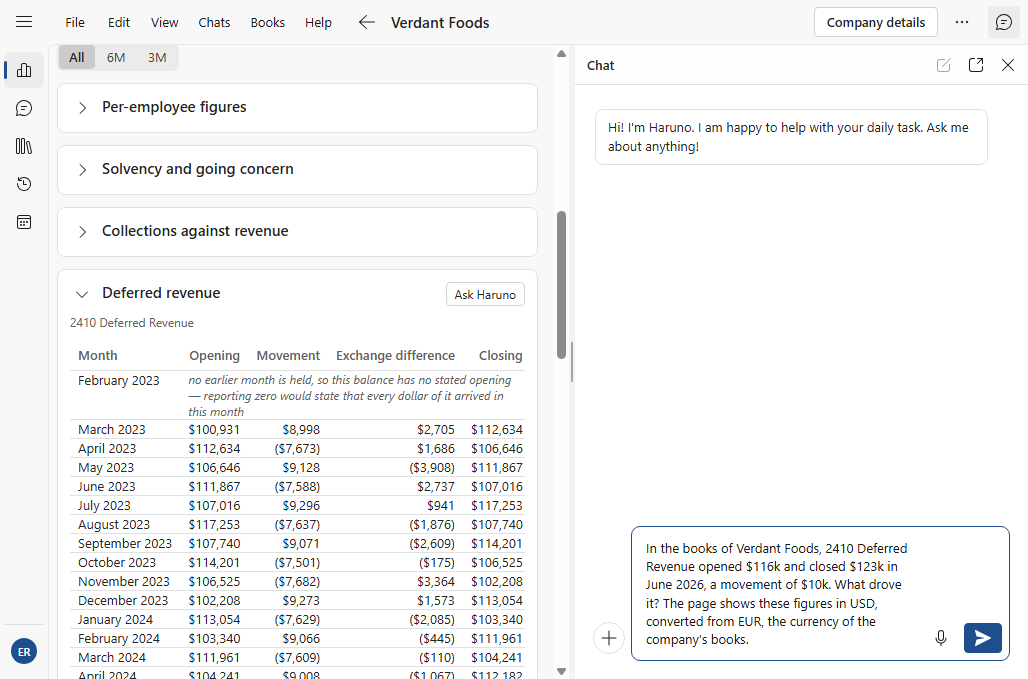 File Edit View Chats Books Help Verdant Foods Company details
All 6M 3M
Per-employee figures
Solvency and going concern
Collections against revenue
Deferred revenue Ask Haruno
2410 Deferred Revenue
Month Opening Movement Exchange difference Closing
February 2023 no earlier month is held, so this balance has no stated opening
— reporting zero would state that every dollar of it arrived in
this month
March 2023 $100,931 $8,998 $2,705 $112,634
April 2023 $112,634 ($7,673) $1,686 $106,646
May 2023 $106,646 $9,128 ($3,908) $111,867
June 2023 $111,867 ($7,588) $2,737 $107,016
July 2023 $107,016 $9,296 $941 $117,253
August 2023 $117,253 ($7,637) ($1,876) $107,740
September 2023 $107,740 $9,071 ($2,609) $114,201
October 2023 $114,201 ($7,501) ($175) $106,525
November 2023 $106,525 ($7,682) $3,364 $102,208
December 2023 $102,208 $9,273 $1,573 $113,054
January 2024 $113,054 ($7,629) ($2,085) $103,340
February 2024 $103,340 $9,066 ($445) $111,961
March 2024 $111,961 ($7,609) ($110) $104,241
April 2024 $104,241 $9,008 ($1,067) $112,182
ER
Chat
Hi! I'm Haruno. I am happy to help with your daily task. Ask me
about anything!
In the books of Verdant Foods, 2410 Deferred
Revenue opened $116k and closed $123k in
June 2026, a movement of $10k. What drove
it? The page shows these figures in USD,
converted from EUR, the currency of the
company's books.